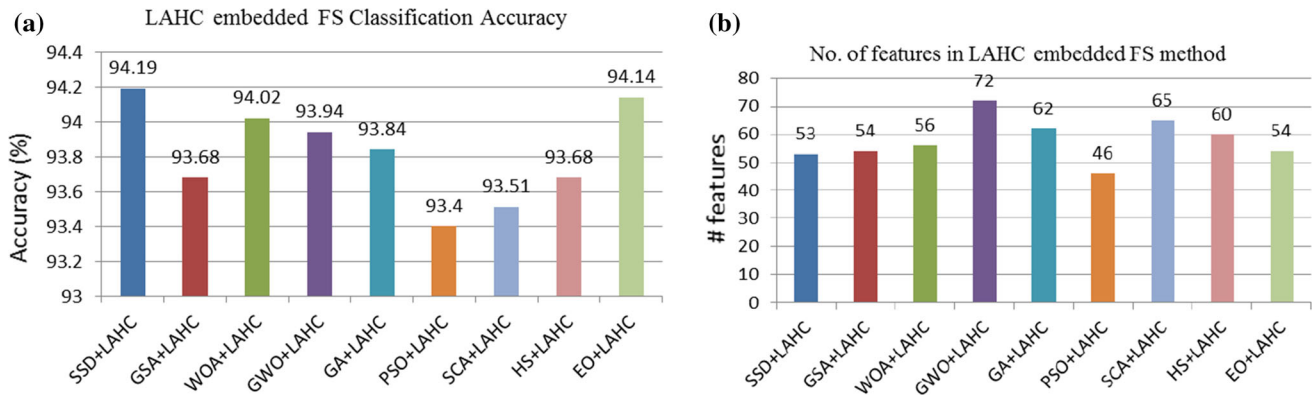 (a)
LAHC embedded FS Classification Accuracy
Accuracy (%)
94.4
94.2
94
93.8
93.6
93.4
93.2
93
94.19
93.68
94.02
93.94
93.84
93.4
93.51
93.68
94.14
SSD+LAHC
GSA+LAHC
WOA+LAHC
GWO+LAHC
GA+LAHC
PSO+LAHC
SCA+LAHC
HS+LAHC
EO+LAHC
(b)
No. of features in LAHC embedded FS method
# features
80
70
60
50
40
30
20
10
0
53
54
56
72
62
46
65
60
54
SSD+LAHC
GSA+LAHC
WOA+LAHC
GWO+LAHC
GA+LAHC
PSO+LAHC
SCA+LAHC
HS+LAHC
EO+LAHC